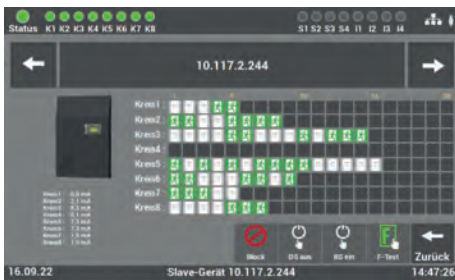 Status K1 K2 K3 K4 K5 K6 K7 K8
S1 S2 S3 S4 I1 I2 I3 I4
10.117.2.244
Kreis1
Kreis2
Kreis3
Kreis4
Kreis5
Kreis6
Kreis7
Kreis8
Block
DS aus
BS ein
F-Test
Zurück
16.09.22
Slave-Gerät 10.117.2.244
14:47:26